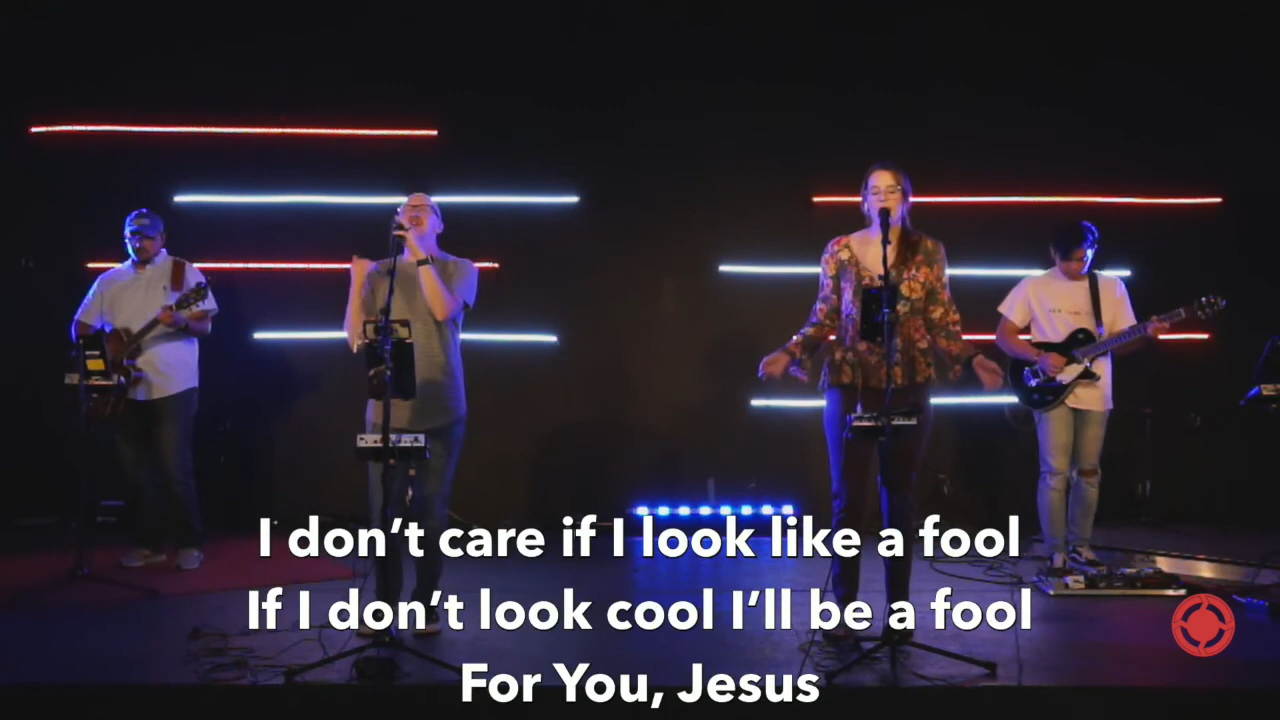 I don't care if I look like a fool
If I don't look cool I'll be a fool
For You, Jesus